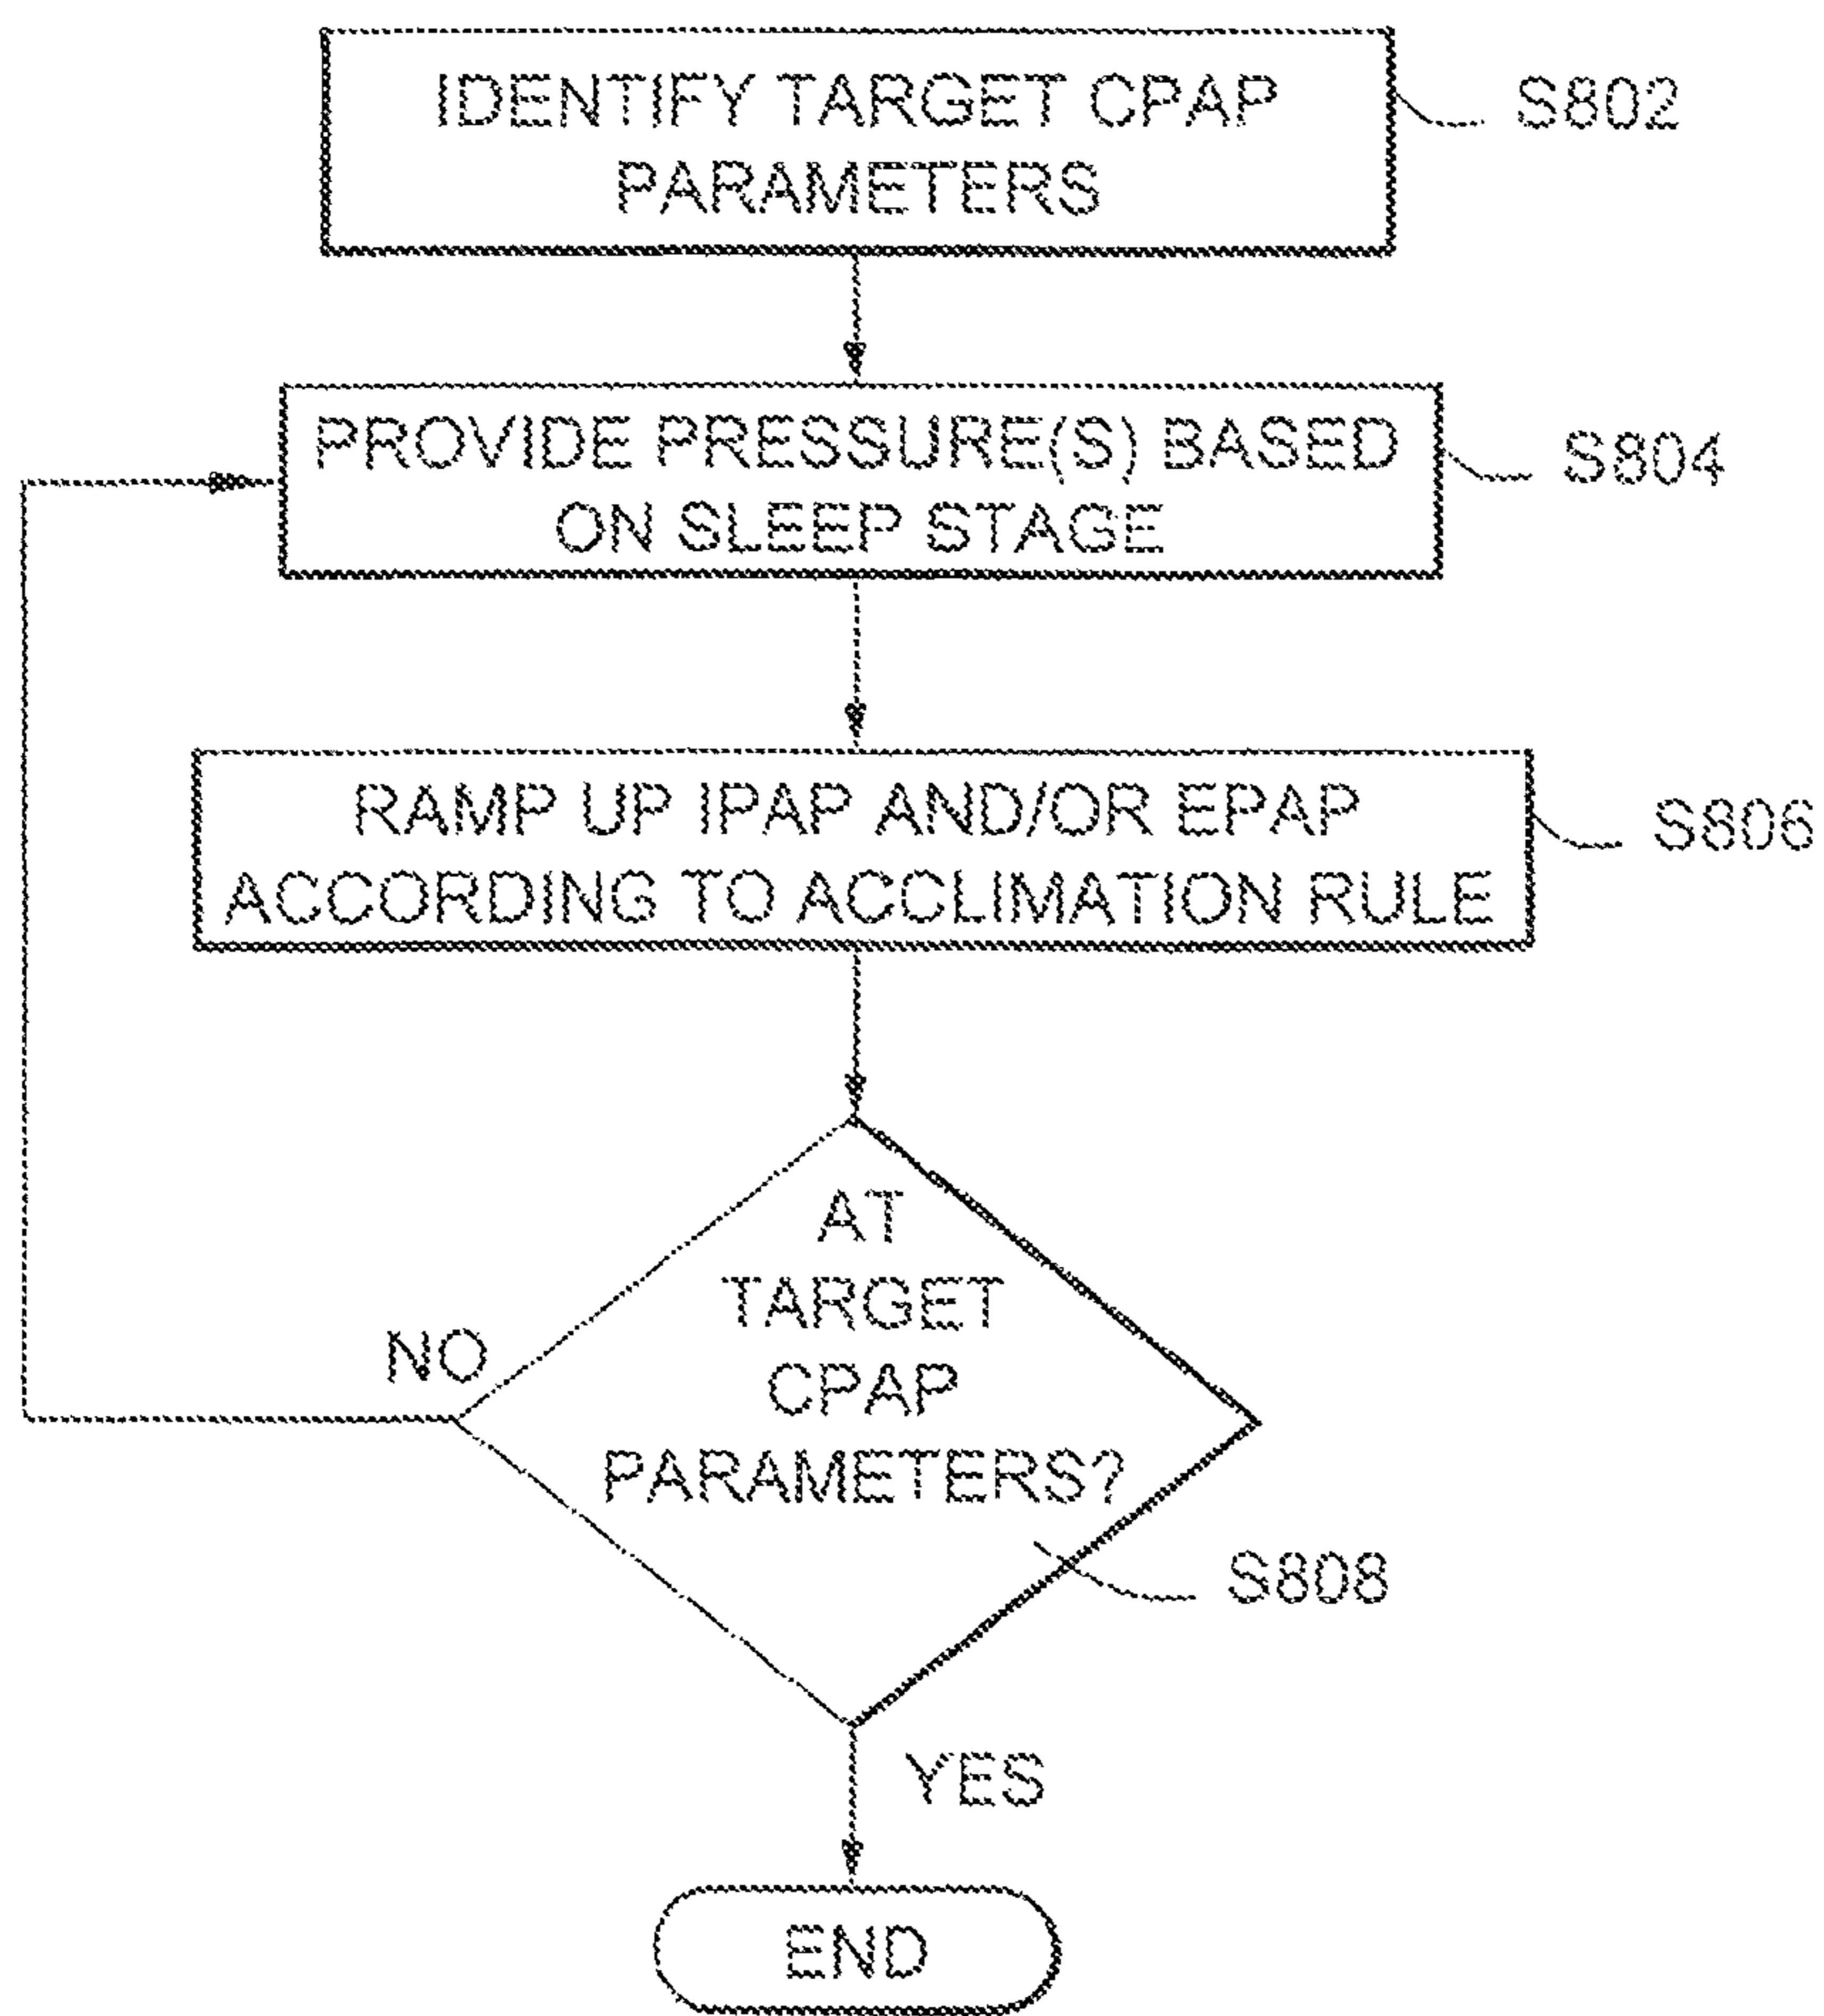 IDENTIFY TARGET CPAP
PARAMETERS
S802
PROVIDE PRESSURE(S) BASED
ON SLEEP STAGE
S804
RAMP UP IPAP AND/OR EPAP
ACCORDING TO ACCLIMATION RULE
S806
AT
TARGET
CPAP
PARAMETERS?
NO
S808
YES
END